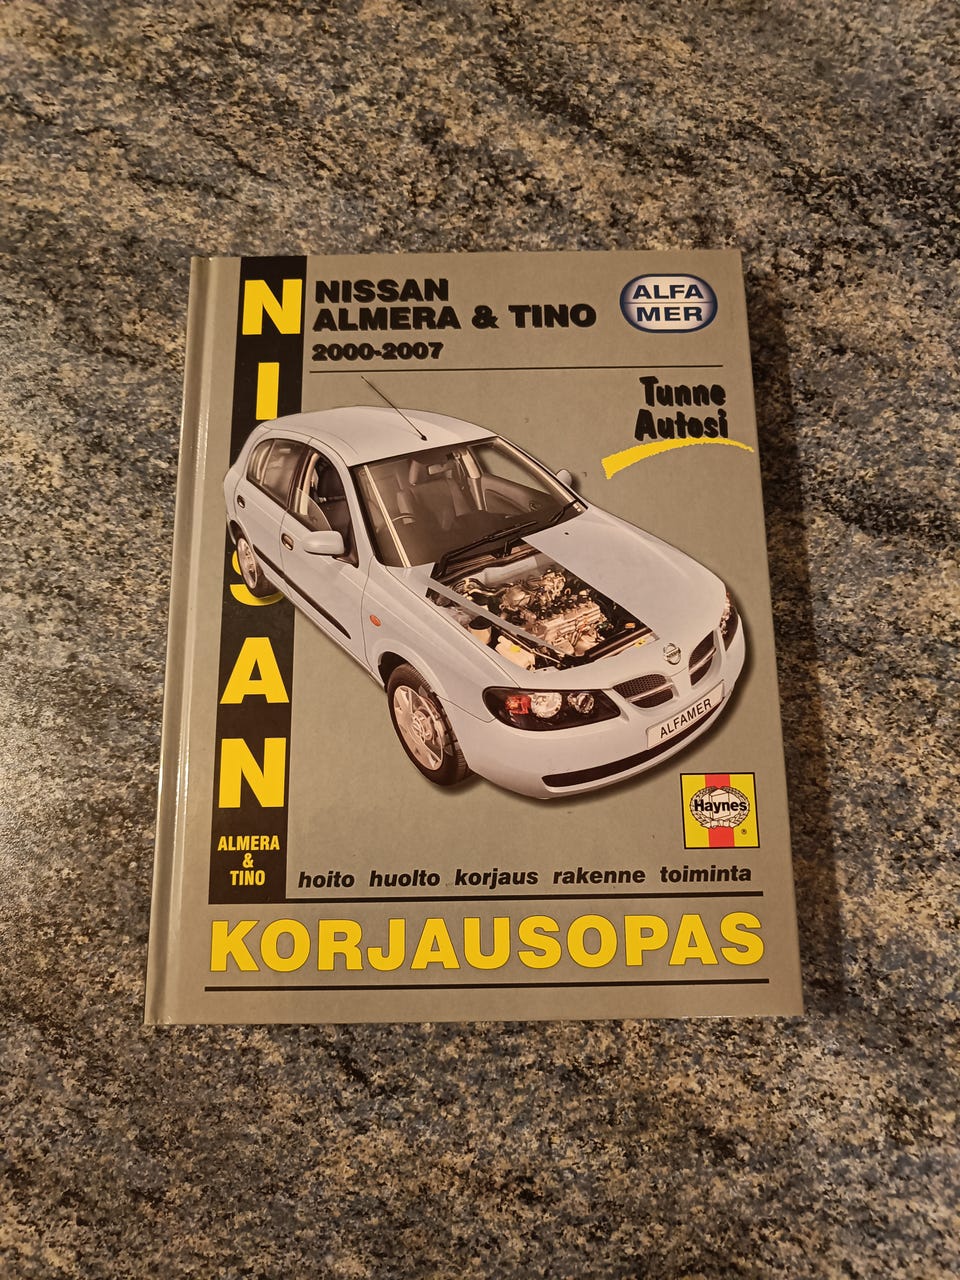 NISSAN
NISSAN
ALMERA & TINO
2000-2007
ALFA
MER
Tunne
Autosi
ALFAMER
Haynes
®
ALMERA
&
TINO
hoito huolto korjaus rakenne toiminta
KORJAUSOPAS